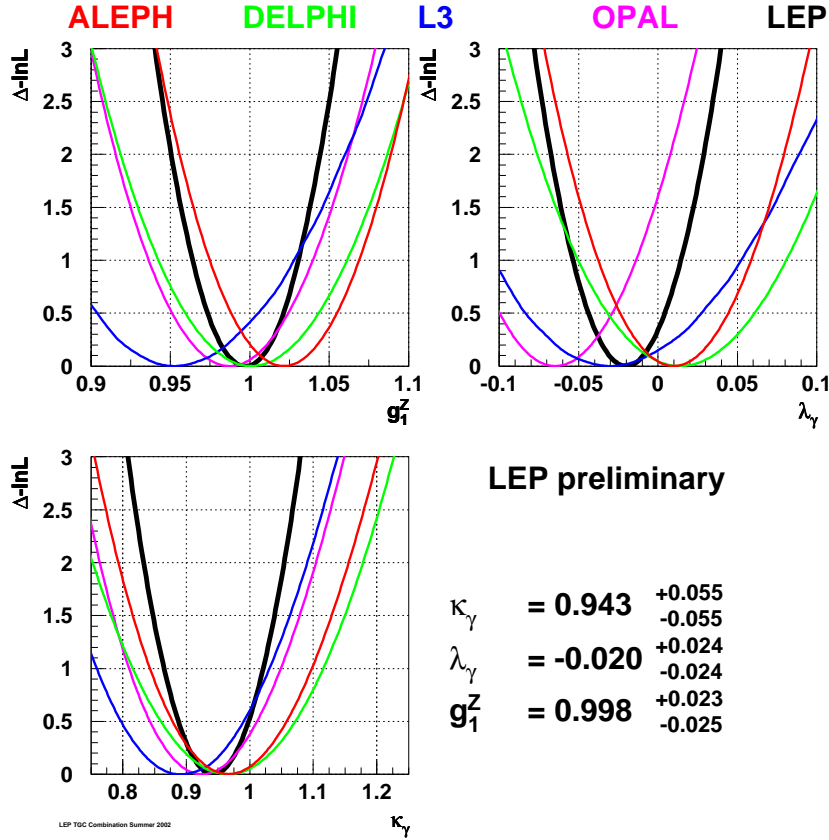 ALEPH DELPHI L3 OPAL LEP
Δ-lnL
3
2.5
2
1.5
1
0.5
0
0.9 0.95 1 1.05 1.1
g₁ᶻ
Δ-lnL
3
2.5
2
1.5
1
0.5
0
-0.1 -0.05 0 0.05 0.1
λᵧ
Δ-lnL
3
2.5
2
1.5
1
0.5
0
0.8 0.9 1 1.1 1.2
κᵧ
LEP preliminary
κᵧ = 0.943 +0.055 -0.055
λᵧ = -0.020 +0.024 -0.024
g₁ᶻ = 0.998 +0.023 -0.025
LEP TGC Combination Summer 2002